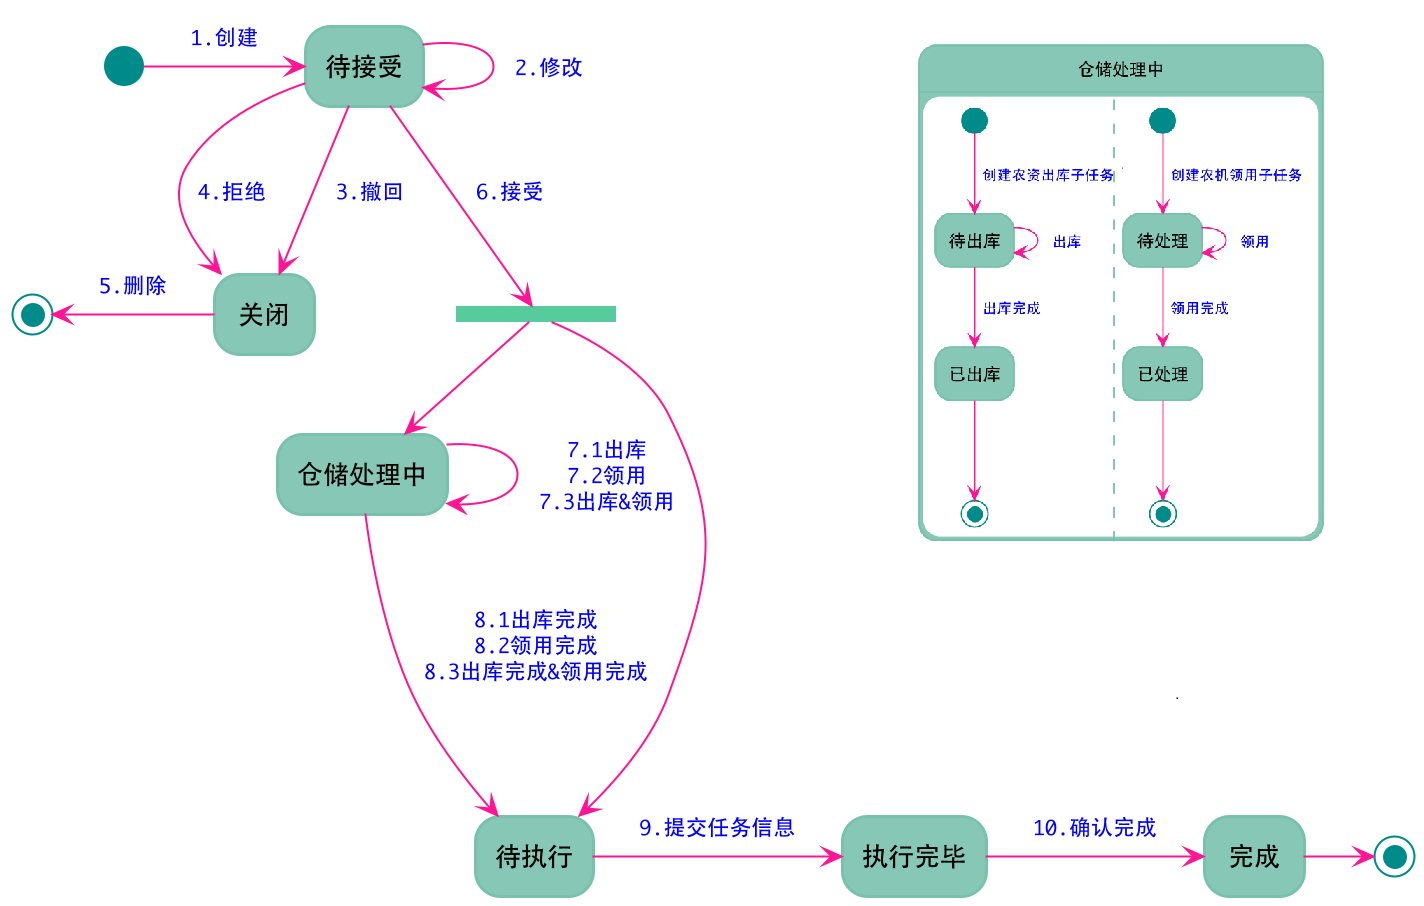 1.创建
待接受
2.修改
4.拒绝
3.撤回
6.接受
5.删除
关闭
仓储处理中
7.1出库
7.2领用
7.3出库&领用
8.1出库完成
8.2领用完成
8.3出库完成&领用完成
待执行
9.提交任务信息
执行完毕
10.确认完成
完成
仓储处理中
创建农资出库子任务
待出库
出库
出库完成
已出库
创建农机领用子任务
待处理
领用
领用完成
已处理